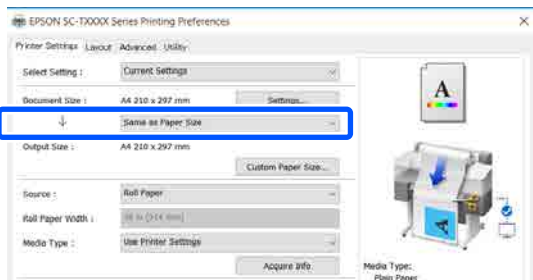 EPSON SC-TXXXX Series Printing Preferences
Printer Settings Layout Advanced Utility
Select Setting : Current Settings
Document Size : A4 210 x 297 mm Settings...
↓ Same as Paper Size
Output Size : A4 210 x 297 mm
Custom Paper Size...
Source : Roll Paper
Roll Paper Width :
Media Type : Use Printer Settings
Acquire Info
Media Type:
Plain Paper
A
A